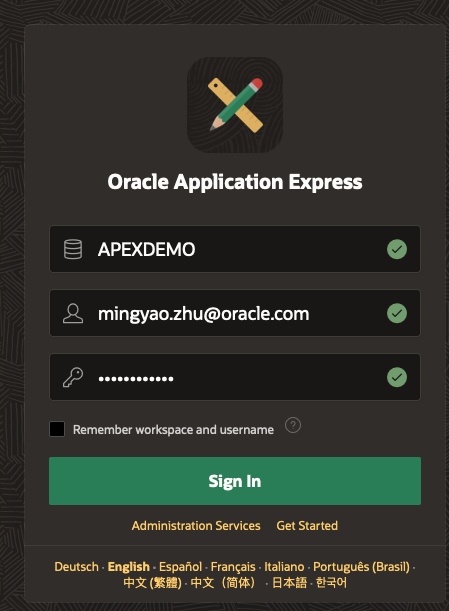 Oracle Application Express
APEXDEMO
mingyao.zhu@oracle.com
••••••••••••
Remember workspace and username ?
Sign In
Administration Services Get Started
Deutsch · English · Español · Français · Italiano · Português (Brasil) ·
中文 (繁體) · 中文（简体） · 日本語 · 한국어